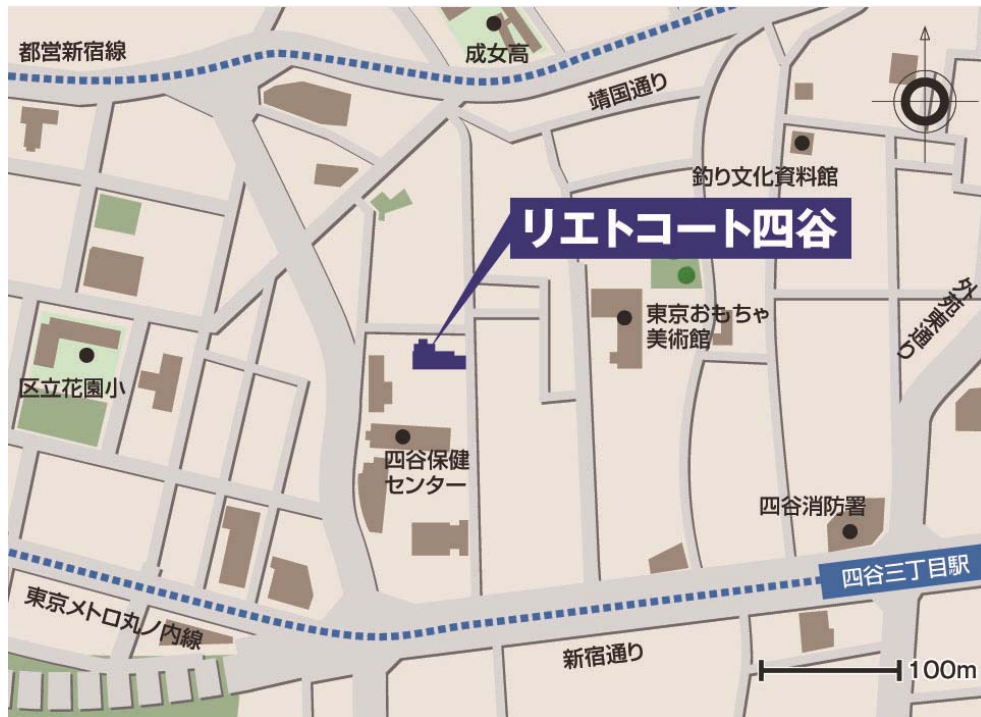 都営新宿線
成女高
靖国通り
釣り文化資料館
リエトコート四谷
東京おもちゃ
美術館
外苑東通り
区立花園小
四谷保健
センター
四谷消防署
四谷三丁目駅
東京メトロ丸ノ内線
新宿通り
100m